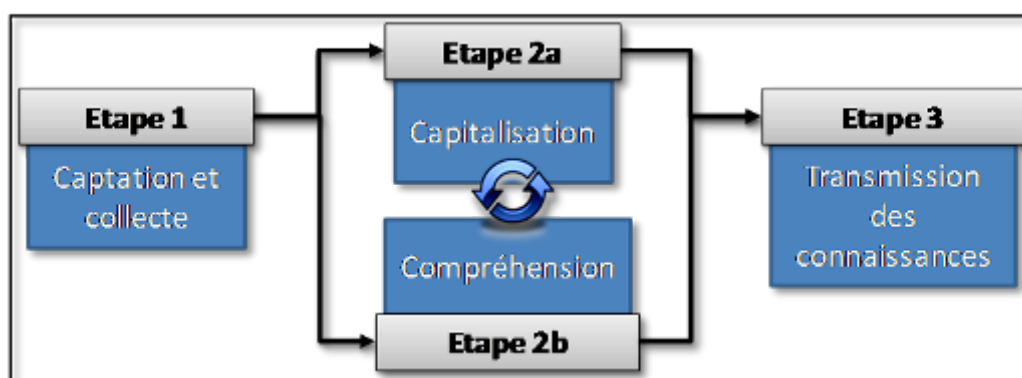 Etape 1
Captation et
collecte
Etape 2a
Capitalisation
Compréhension
Etape 2b
Etape 3
Transmission
des
connaissances